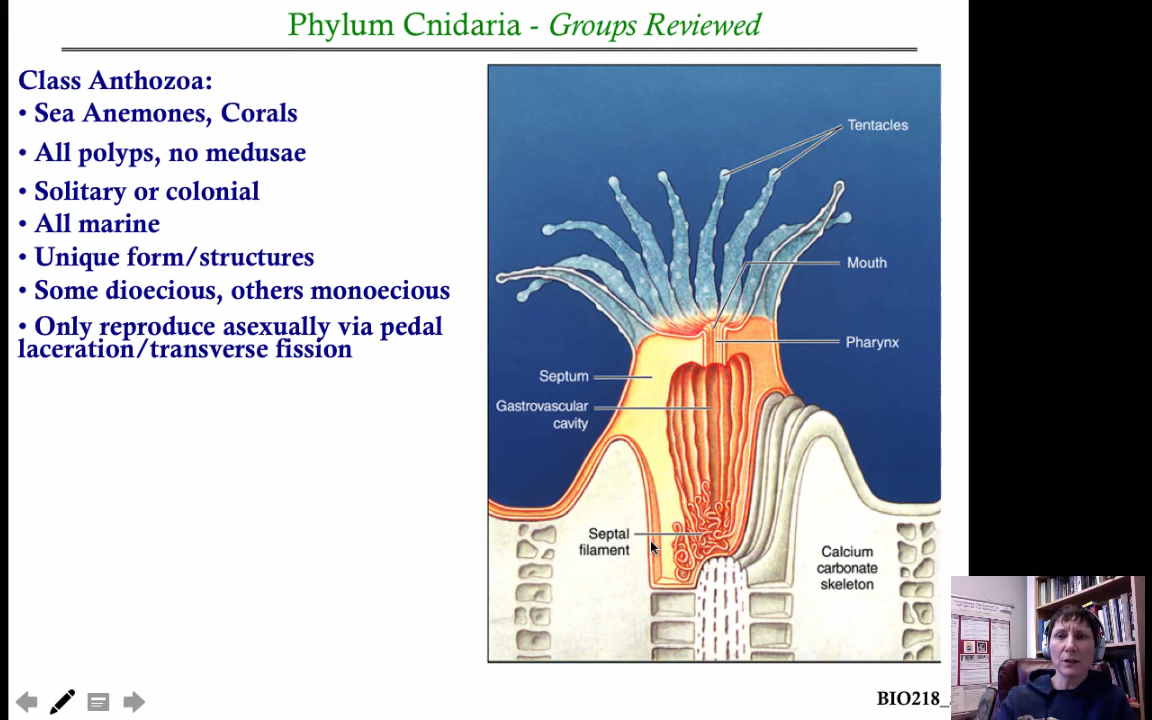 Phylum Cnidaria - Groups Reviewed
Class Anthozoa:
• Sea Anemones, Corals
• All polyps, no medusae
• Solitary or colonial
• All marine
• Unique form/structures
• Some dioecious, others monoecious
• Only reproduce asexually via pedal
laceration/transverse fission
Tentacles
Mouth
Pharynx
Septum
Gastrovascular
cavity
Septal
filament
Calcium
carbonate
skeleton
BIO218_